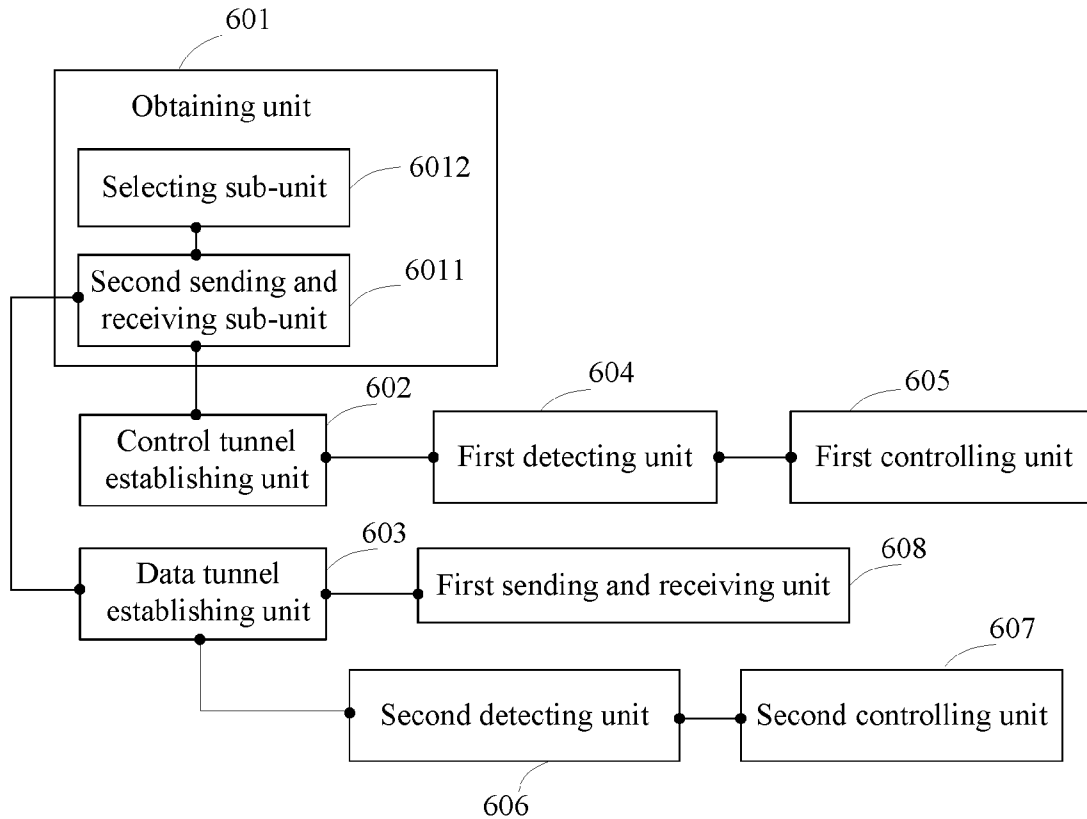 601
Obtaining unit
Selecting sub-unit
6012
Second sending and
receiving sub-unit
6011
602
Control tunnel
establishing unit
604
First detecting unit
605
First controlling unit
603
Data tunnel
establishing unit
608
First sending and receiving unit
607
Second detecting unit
Second controlling unit
606